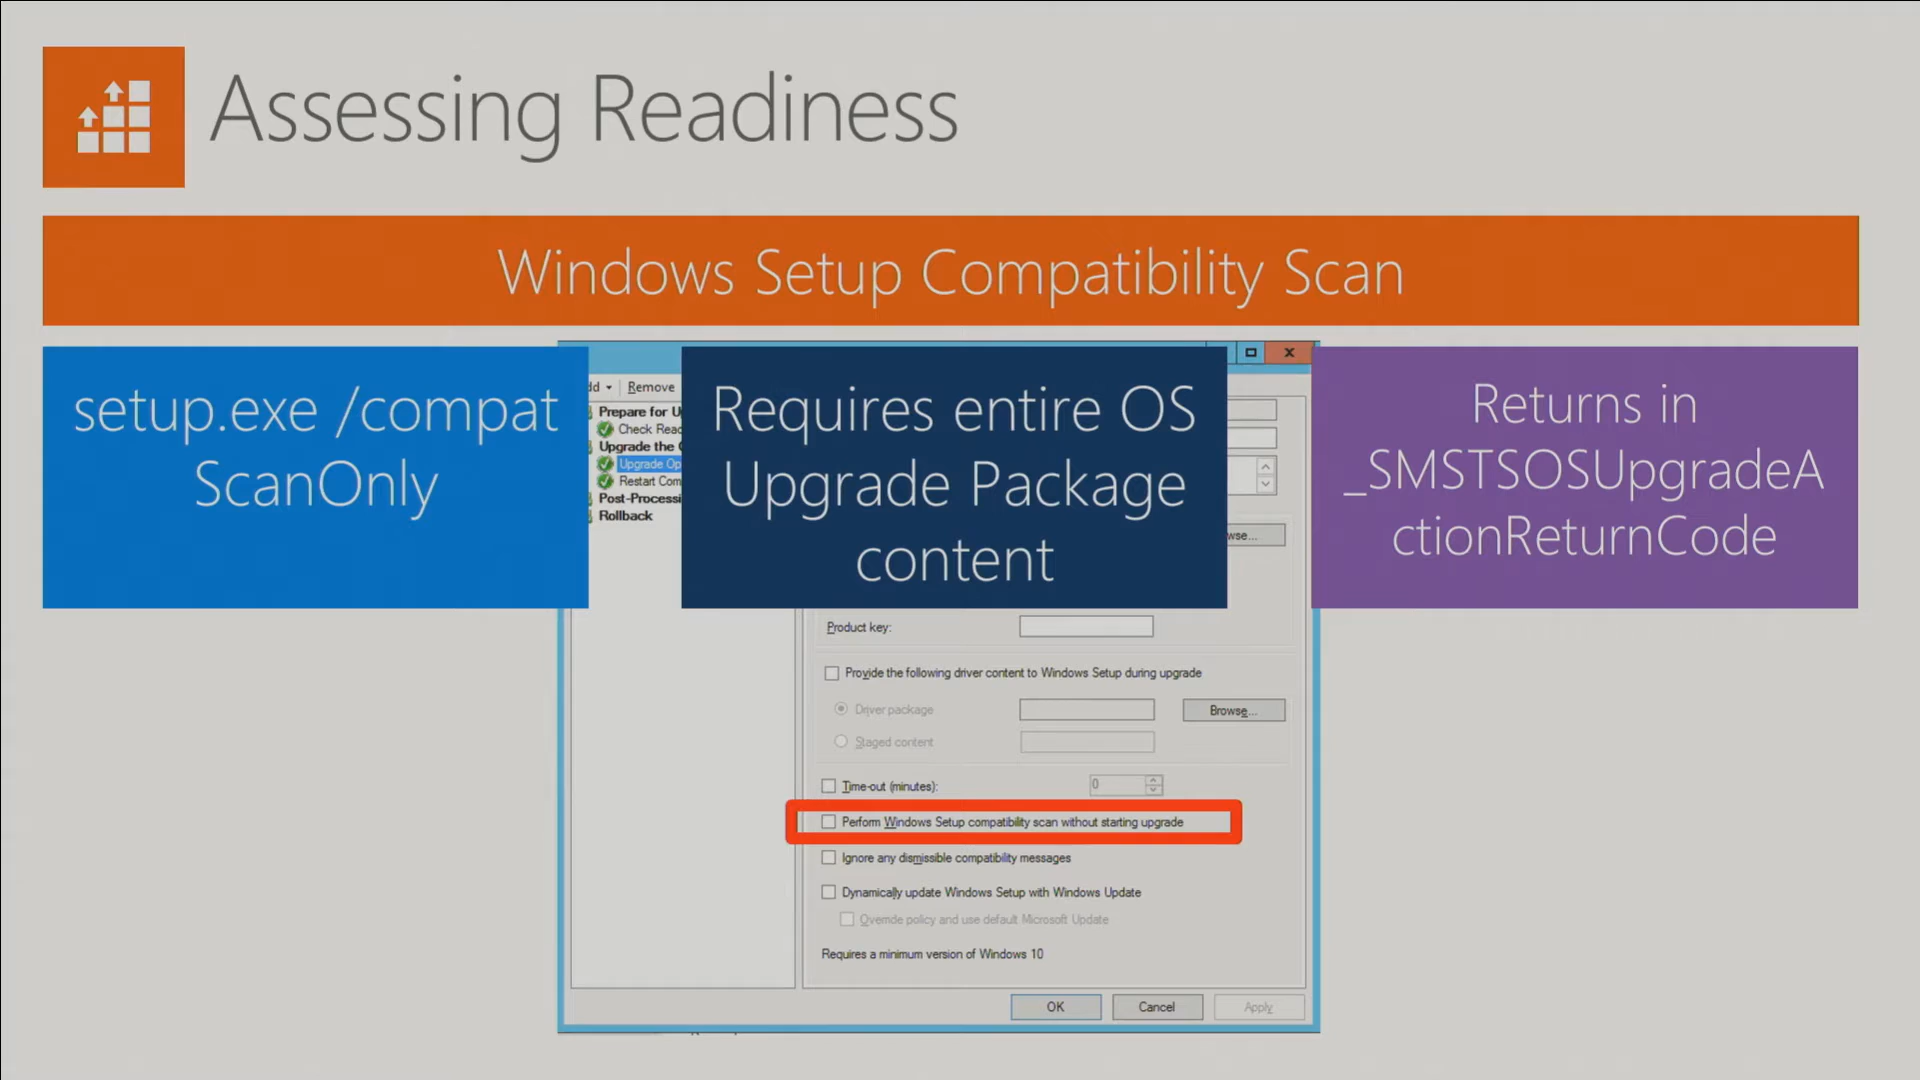 Assessing Readiness
Windows Setup Compatibility Scan
setup.exe /compat
ScanOnly
Requires entire OS
Upgrade Package
content
Returns in
_SMSTSOSUpgradeA
ctionReturnCode
dd
Remove
Prepare for U
Check Read
Upgrade the
Upgrade Op
Restart Com
Post-Processi
Rollback
wse...
Product key:
Provide the following driver content to Windows Setup during upgrade
Driver package
Browse...
Staged content
Time-out (minutes):
0
Perform Windows Setup compatibility scan without starting upgrade
Ignore any dismissible compatibility messages
Dynamically update Windows Setup with Windows Update
Override policy and use default Microsoft Update
Requires a minimum version of Windows 10
OK
Cancel
Apply